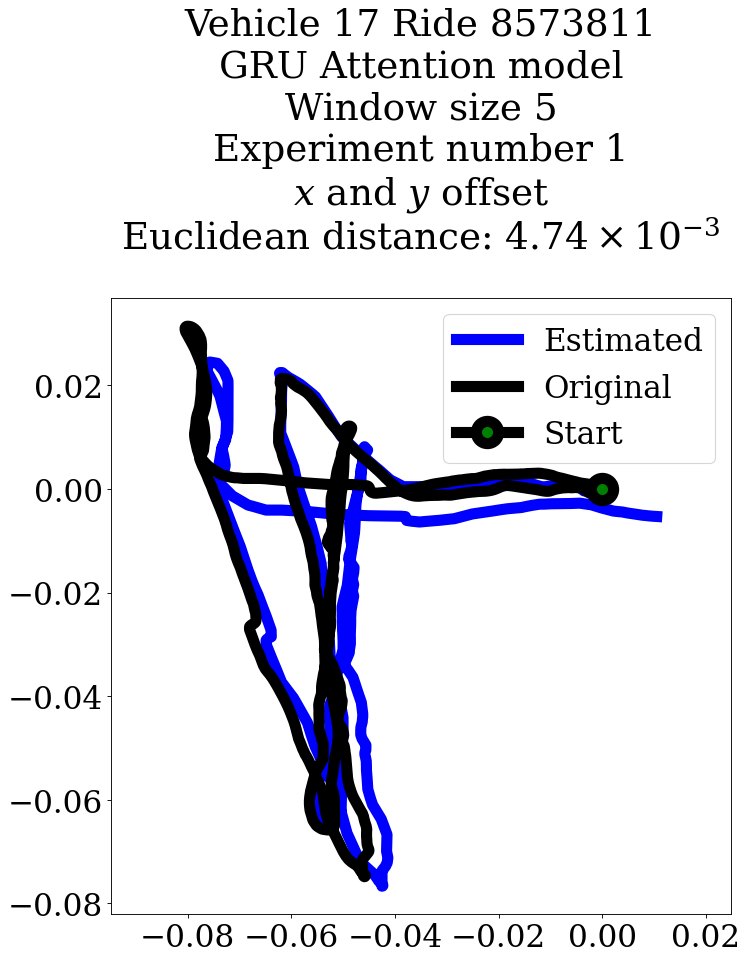 Vehicle 17 Ride 8573811
GRU Attention model
Window size 5
Experiment number 1
x and y offset
Euclidean distance: 4.74 × 10⁻³
Estimated
Original
Start
0.02
0.00
−0.02
−0.04
−0.06
−0.08
−0.08 −0.06 −0.04 −0.02 0.00 0.02